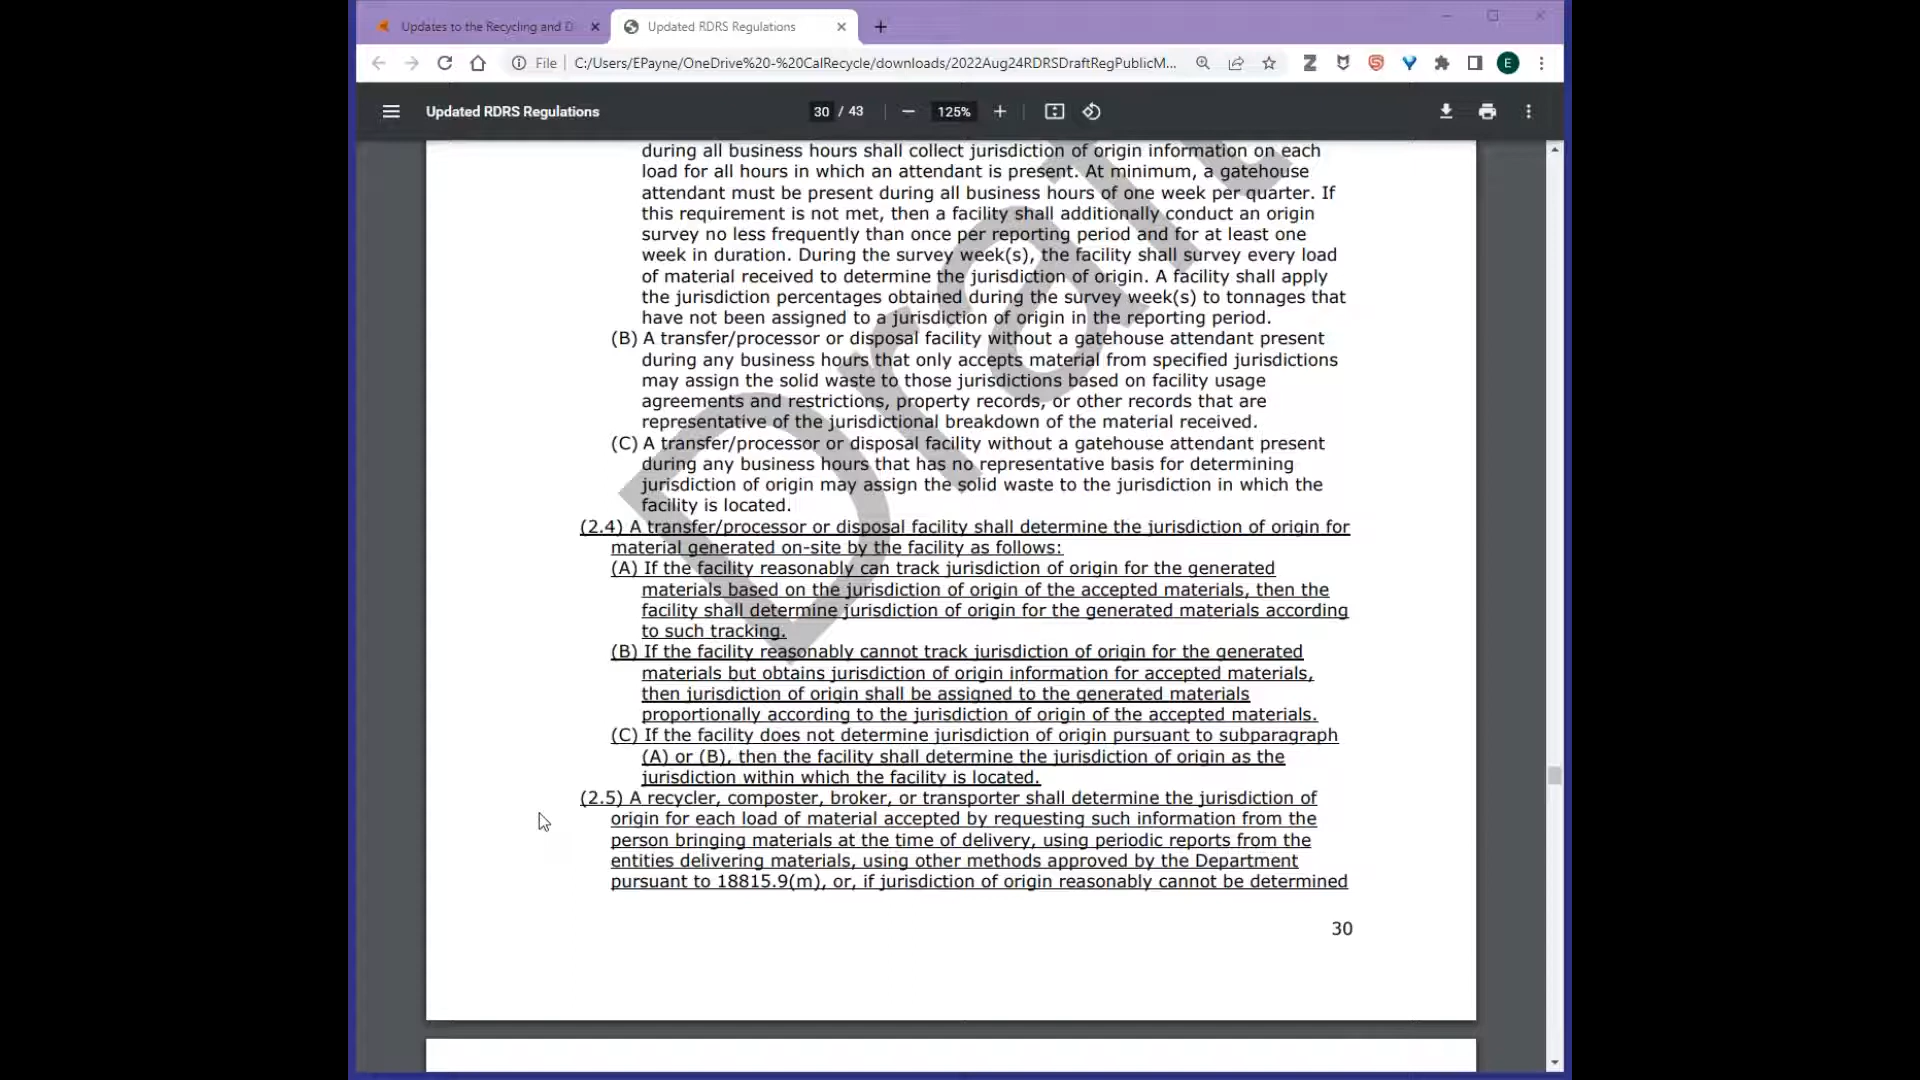 Updates to the Recycling and D
Updated RDRS Regulations
File
C:/Users/EPayne/OneDrive%20-%20CalRecycle/downloads/2022Aug24RDRSDraftRegPublicM...
E
Updated RDRS Regulations
30 / 43
125%
during all business hours shall collect jurisdiction of origin information on each
load for all hours in which an attendant is present. At minimum, a gatehouse
attendant must be present during all business hours of one week per quarter. If
this requirement is not met, then a facility shall additionally conduct an origin
survey no less frequently than once per reporting period and for at least one
week in duration. During the survey week(s), the facility shall survey every load
of material received to determine the jurisdiction of origin. A facility shall apply
the jurisdiction percentages obtained during the survey week(s) to tonnages that
have not been assigned to a jurisdiction of origin in the reporting period.
(B) A transfer/processor or disposal facility without a gatehouse attendant present
during any business hours that only accepts material from specified jurisdictions
may assign the solid waste to those jurisdictions based on facility usage
agreements and restrictions, property records, or other records that are
representative of the jurisdictional breakdown of the material received.
(C) A transfer/processor or disposal facility without a gatehouse attendant present
during any business hours that has no representative basis for determining
jurisdiction of origin may assign the solid waste to the jurisdiction in which the
facility is located.
(2.4) A transfer/processor or disposal facility shall determine the jurisdiction of origin for
material generated on-site by the facility as follows:
(A) If the facility reasonably can track jurisdiction of origin for the generated
materials based on the jurisdiction of origin of the accepted materials, then the
facility shall determine jurisdiction of origin for the generated materials according
to such tracking.
(B) If the facility reasonably cannot track jurisdiction of origin for the generated
materials but obtains jurisdiction of origin information for accepted materials,
then jurisdiction of origin shall be assigned to the generated materials
proportionally according to the jurisdiction of origin of the accepted materials.
(C) If the facility does not determine jurisdiction of origin pursuant to subparagraph
(A) or (B), then the facility shall determine the jurisdiction of origin as the
jurisdiction within which the facility is located.
(2.5) A recycler, composter, broker, or transporter shall determine the jurisdiction of
origin for each load of material accepted by requesting such information from the
person bringing materials at the time of delivery, using periodic reports from the
entities delivering materials, using other methods approved by the Department
pursuant to 18815.9(m), or, if jurisdiction of origin reasonably cannot be determined
30
Draft